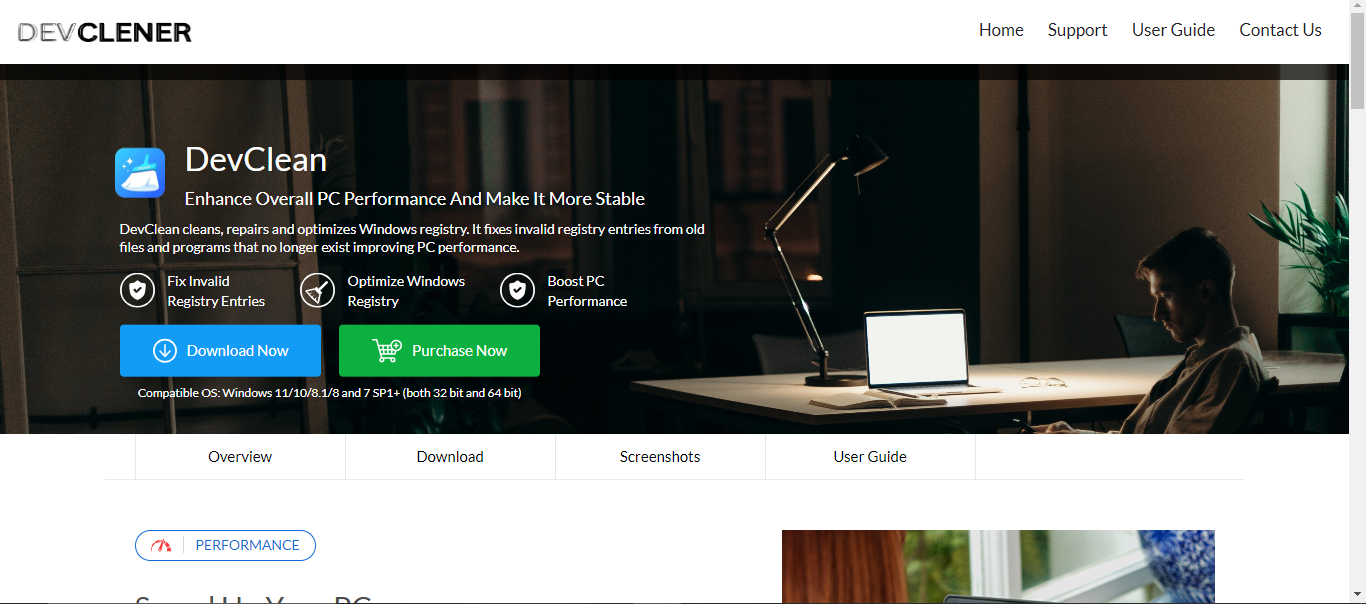 DEVCLENER
Home
Support
User Guide
Contact Us
DevClean
Enhance Overall PC Performance And Make It More Stable
DevClean cleans, repairs and optimizes Windows registry. It fixes invalid registry entries from old
files and programs that no longer exist improving PC performance.
Fix Invalid
Registry Entries
Optimize Windows
Registry
Boost PC
Performance
Download Now
Purchase Now
Compatible OS: Windows 11/10/8.1/8 and 7 SP1+ (both 32 bit and 64 bit)
Overview
Download
Screenshots
User Guide
PERFORMANCE